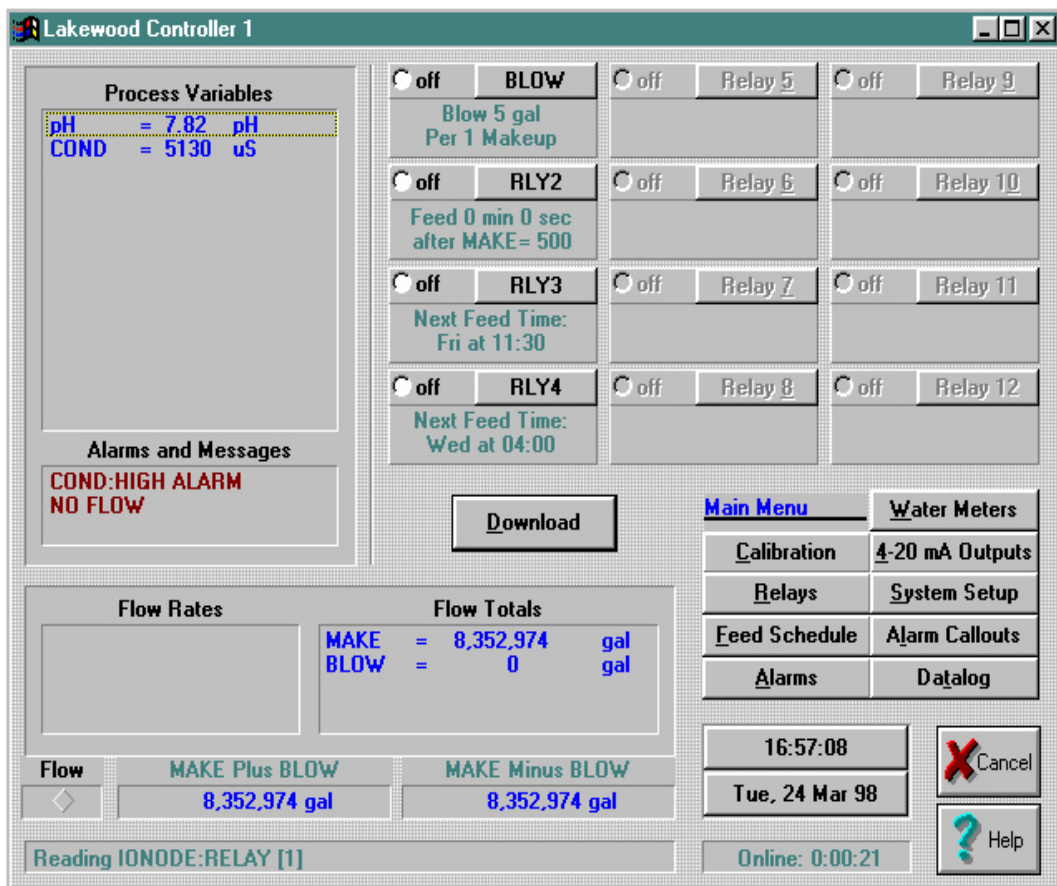 Lakewood Controller 1
Process Variables
pH = 7.82 pH
COND = 5130 uS
Alarms and Messages
COND:HIGH ALARM
NO FLOW
off BLOW
Blow 5 gal
Per 1 Makeup
off RLY2
Feed 0 min 0 sec
after MAKE= 500
off RLY3
Next Feed Time:
Fri at 11:30
off RLY4
Next Feed Time:
Wed at 04:00
off Relay 5
off Relay 6
off Relay 7
off Relay 8
off Relay 9
off Relay 10
off Relay 11
off Relay 12
Download
Main Menu Water Meters
Calibration 4-20 mA Outputs
Relays System Setup
Feed Schedule Alarm Callouts
Alarms Datalog
Flow Rates
Flow Totals
MAKE = 8,352,974 gal
BLOW = 0 gal
Flow
MAKE Plus BLOW
8,352,974 gal
MAKE Minus BLOW
8,352,974 gal
16:57:08
Tue, 24 Mar 98
Cancel
Help
Reading IONODE:RELAY [1]
Online: 0:00:21